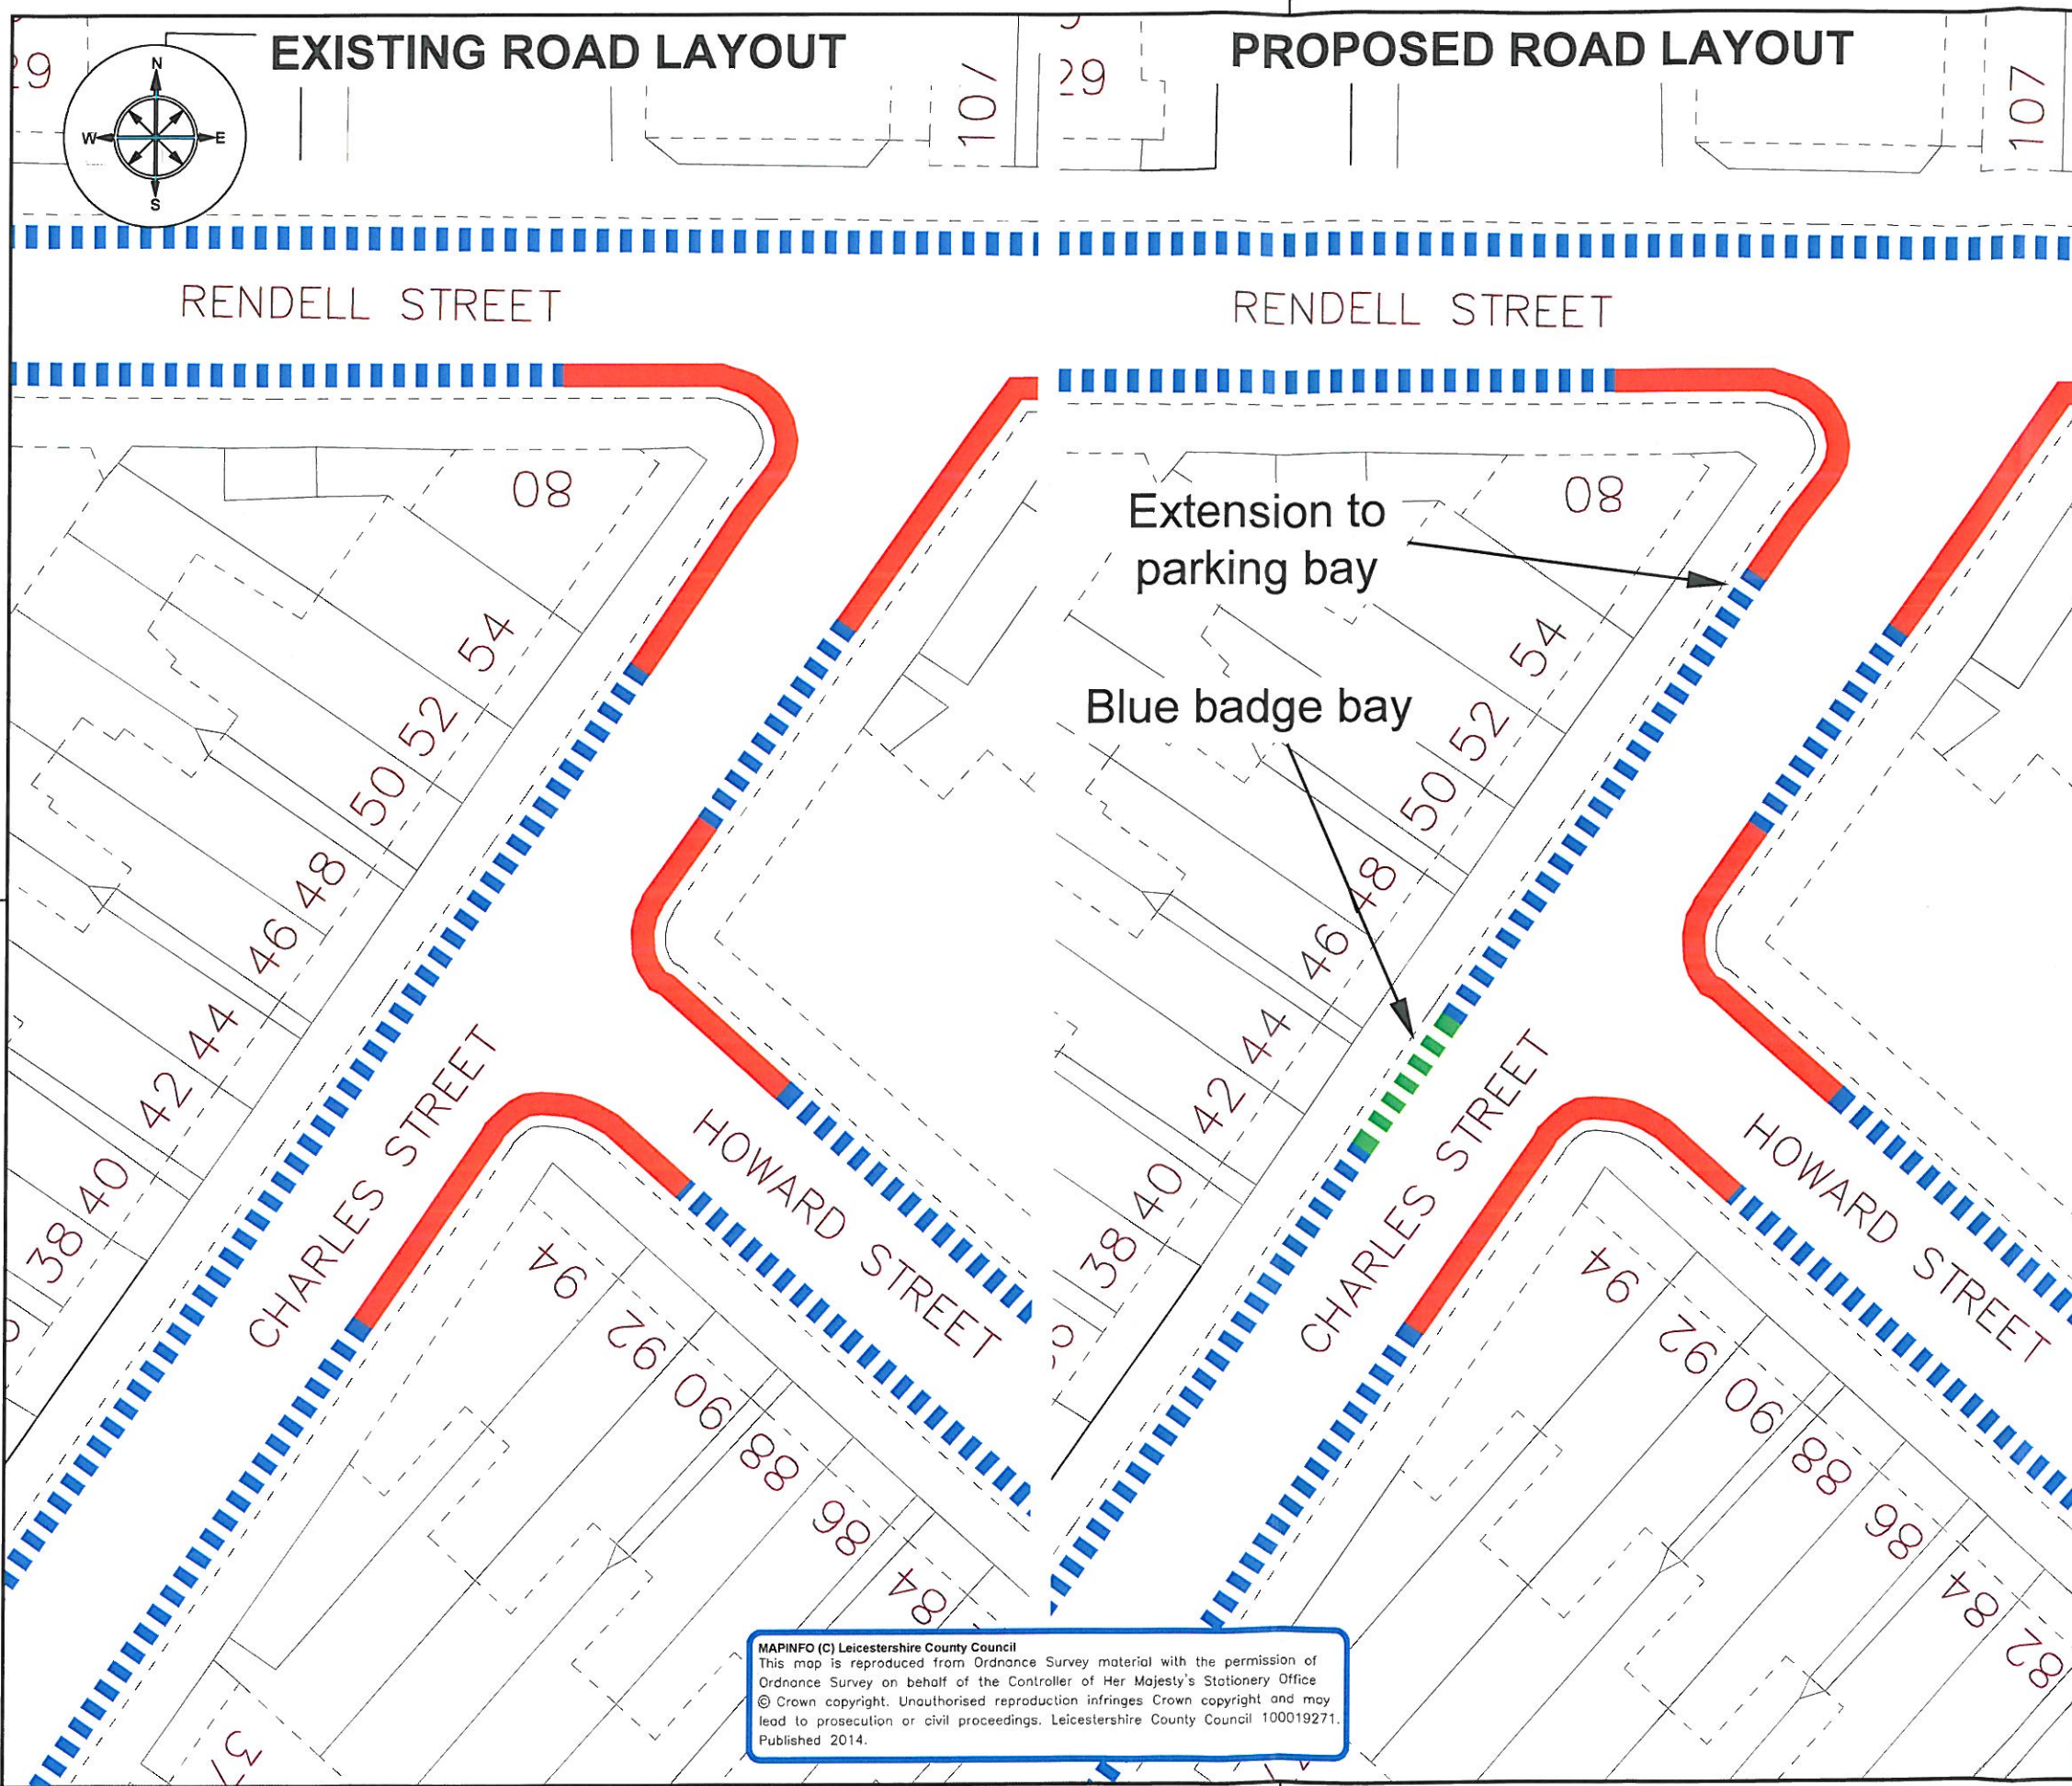 EXISTING ROAD LAYOUT
N
W
E
S
29
107
RENDELL STREET
80
54
52
50
48
46
44
42
40
38
CHARLES STREET
HOWARD STREET
94
92
90
88
86
84
37
PROPOSED ROAD LAYOUT
29
107
RENDELL STREET
80
Extension to
parking bay
54
Blue badge bay
52
50
48
46
44
42
40
38
CHARLES STREET
HOWARD STREET
94
92
90
88
86
84
82
MAPINFO (C) Leicestershire County Council
This map is reproduced from Ordnance Survey material with the permission of
Ordnance Survey on behalf of the Controller of Her Majesty's Stationery Office
© Crown copyright. Unauthorised reproduction infringes Crown copyright and may
lead to prosecution or civil proceedings. Leicestershire County Council 100019271.
Published 2014.